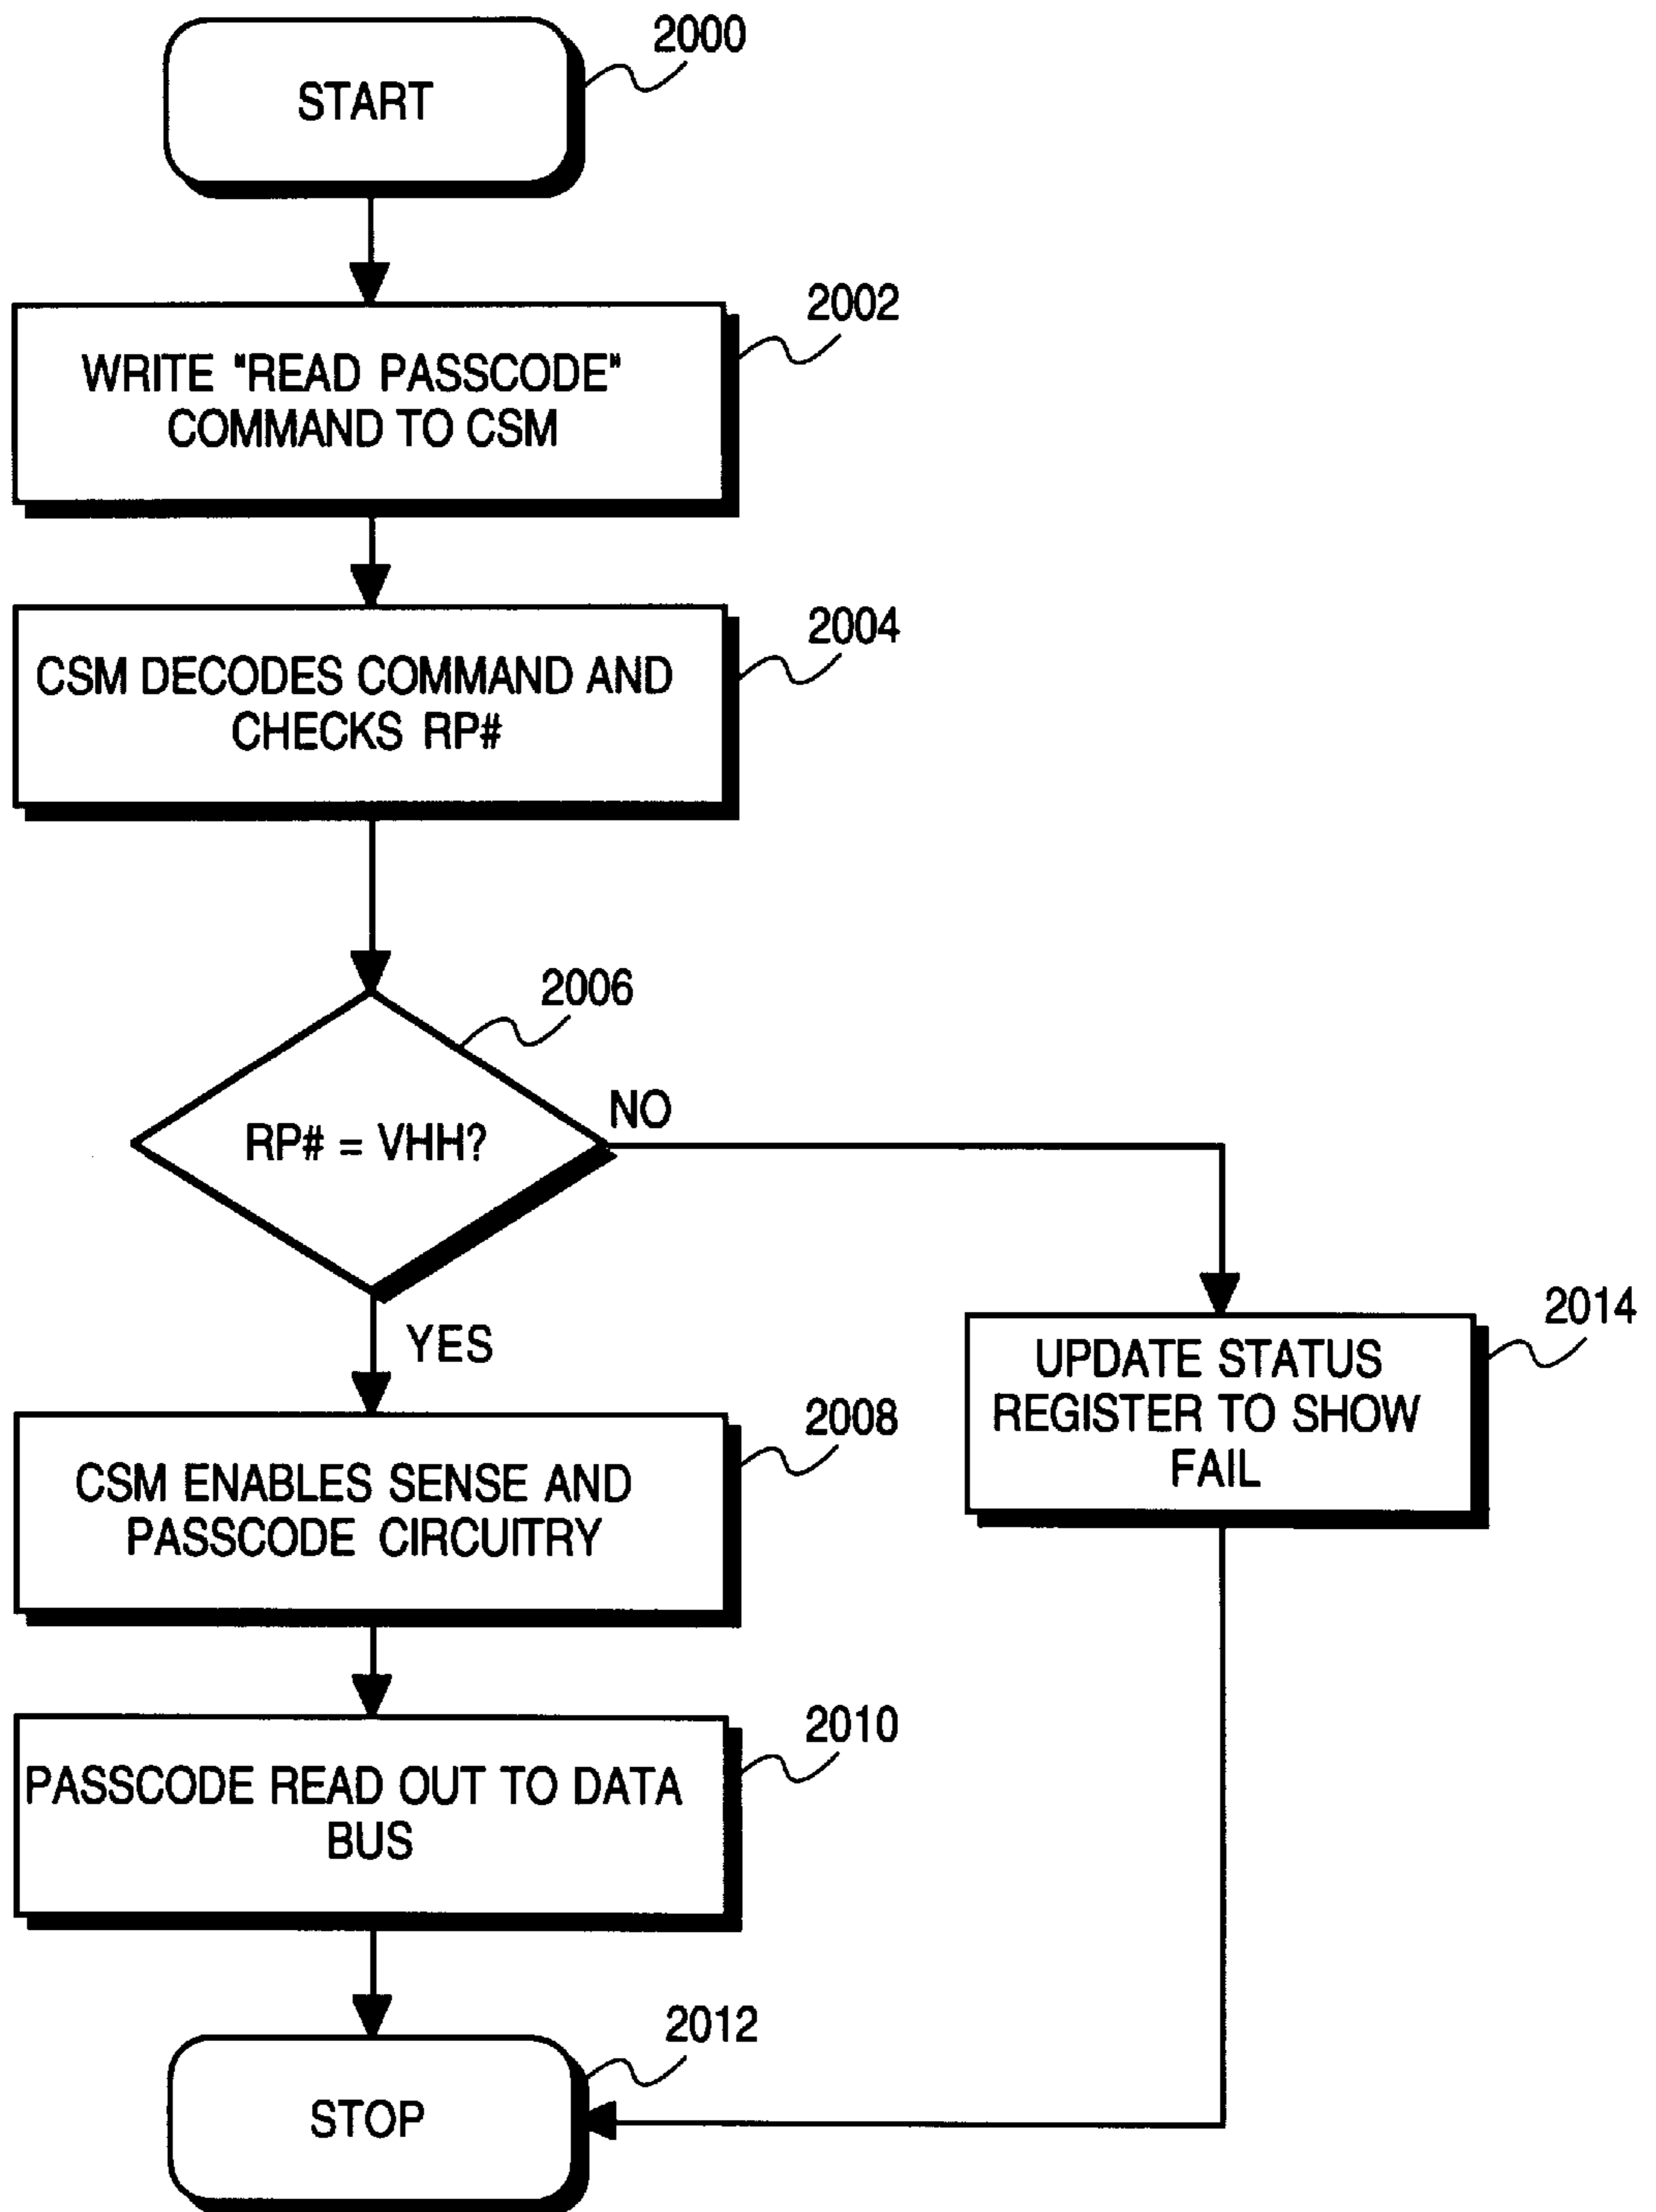 START
2000
WRITE "READ PASSCODE"
COMMAND TO CSM
2002
CSM DECODES COMMAND AND
CHECKS RP#
2004
RP# = VHH?
2006
NO
YES
UPDATE STATUS
REGISTER TO SHOW
FAIL
2014
CSM ENABLES SENSE AND
PASSCODE CIRCUITRY
2008
PASSCODE READ OUT TO DATA
BUS
2010
STOP
2012